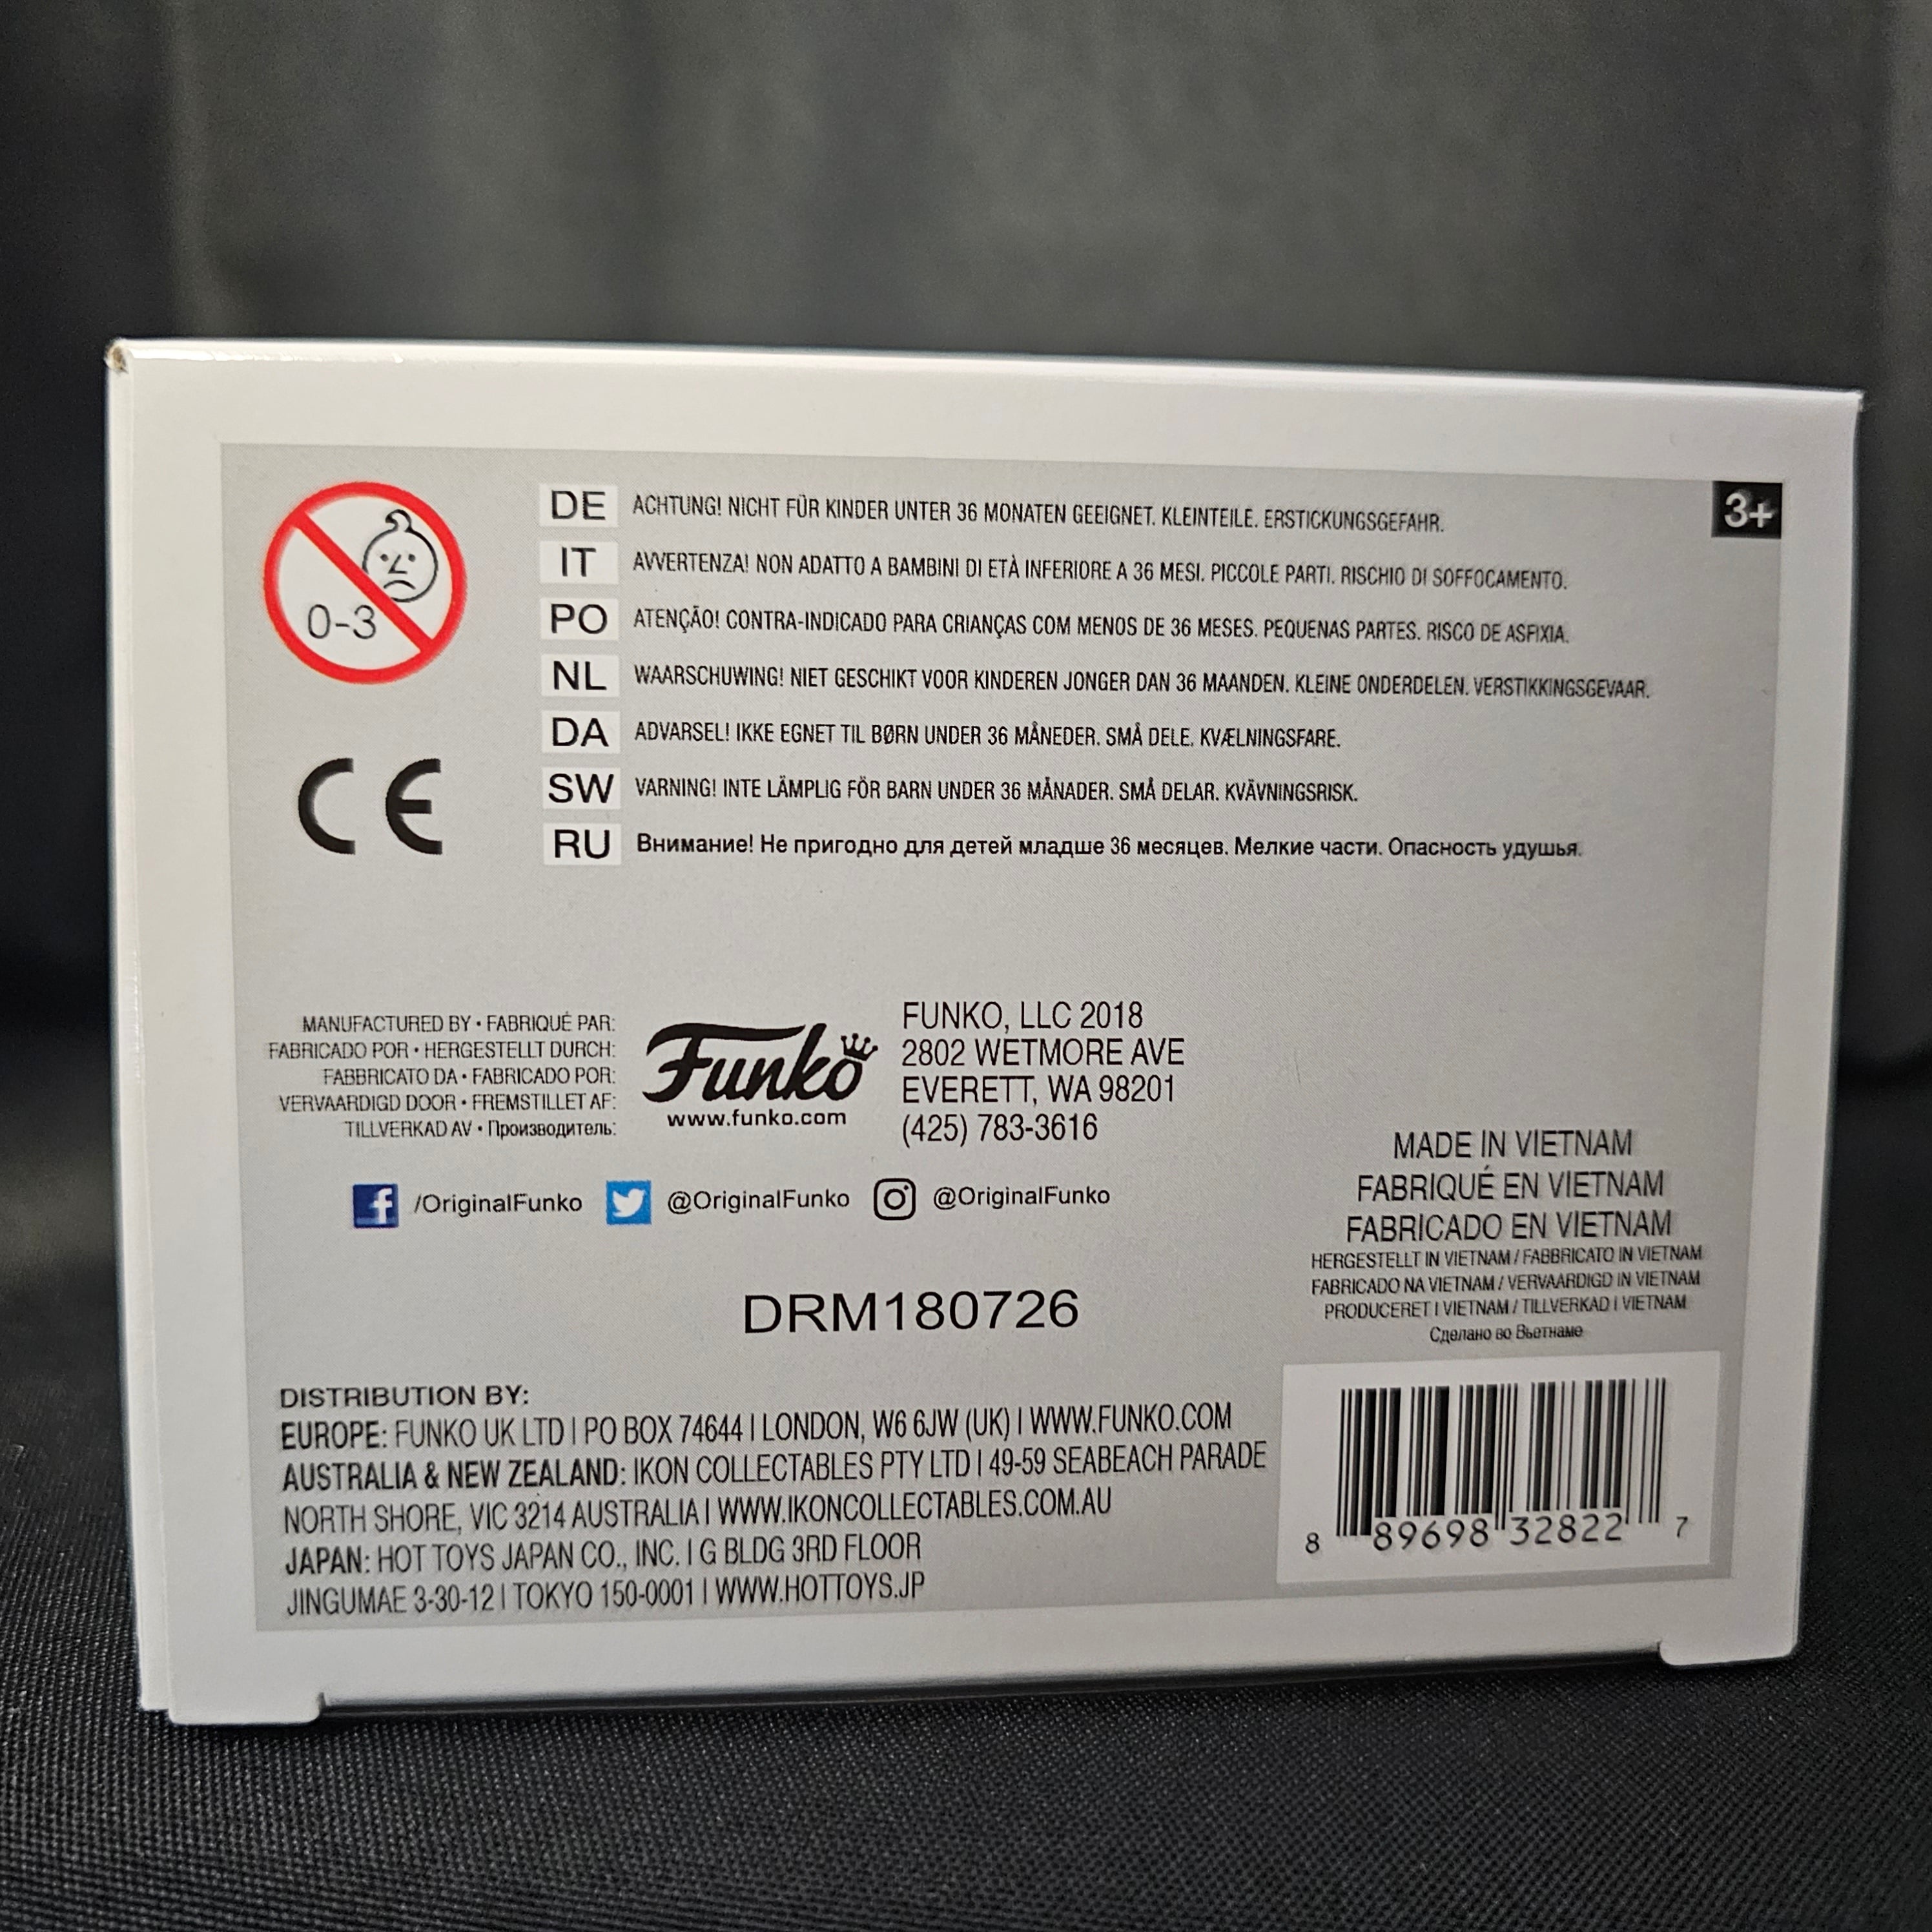 0-3
DE ACHTUNG! NICHT FÜR KINDER UNTER 36 MONATEN GEEIGNET. KLEINTEILE. ERSTICKUNGSGEFAHR.
3+
IT AVVERTENZA! NON ADATTO A BAMBINI DI ETÀ INFERIORE A 36 MESI. PICCOLE PARTI. RISCHIO DI SOFFOCAMENTO.
PO ATENÇÃO! CONTRA-INDICADO PARA CRIANÇAS COM MENOS DE 36 MESES. PEQUENAS PARTES. RISCO DE ASFIXIA.
NL WAARSCHUWING! NIET GESCHIKT VOOR KINDEREN JONGER DAN 36 MAANDEN. KLEINE ONDERDELEN. VERSTIKKINGSGEVAAR.
DA ADVARSEL! IKKE EGNET TIL BØRN UNDER 36 MÅNEDER. SMÅ DELE. KVÆLNINGSFARE.
SW VARNING! INTE LÄMPLIG FÖR BARN UNDER 36 MÅNADER. SMÅ DELAR. KVÄVNINGSRISK.
RU Внимание! Не пригодно для детей младше 36 месяцев. Мелкие части. Опасность удушья.
CE
MANUFACTURED BY • FABRIQUÉ PAR:
FABRICADO POR • HERGESTELLT DURCH:
FABBRICATO DA • FABRICADO POR:
VERVAARDIGD DOOR • FREMSTILLET AF:
TILLVERKAD AV • Производитель:
Funko
www.funko.com
FUNKO, LLC 2018
2802 WETMORE AVE
EVERETT, WA 98201
(425) 783-3616
/OriginalFunko @OriginalFunko @OriginalFunko
MADE IN VIETNAM
FABRIQUÉ EN VIETNAM
FABRICADO EN VIETNAM
HERGESTELLT IN VIETNAM / FABBRICATO IN VIETNAM
FABRICADO NA VIETNAM / VERVAARDIGD IN VIETNAM
PRODUCERET I VIETNAM / TILLVERKAD I VIETNAM
Сделано во Вьетнаме
DRM180726
DISTRIBUTION BY:
EUROPE: FUNKO UK LTD | PO BOX 74644 | LONDON, W6 6JW (UK) | WWW.FUNKO.COM
AUSTRALIA & NEW ZEALAND: IKON COLLECTABLES PTY LTD | 49-59 SEABEACH PARADE
NORTH SHORE, VIC 3214 AUSTRALIA | WWW.IKONCOLLECTABLES.COM.AU
JAPAN: HOT TOYS JAPAN CO., INC. | G BLDG 3RD FLOOR
JINGUMAE 3-30-12 | TOKYO 150-0001 | WWW.HOTTOYS.JP
8 89698 32822 7